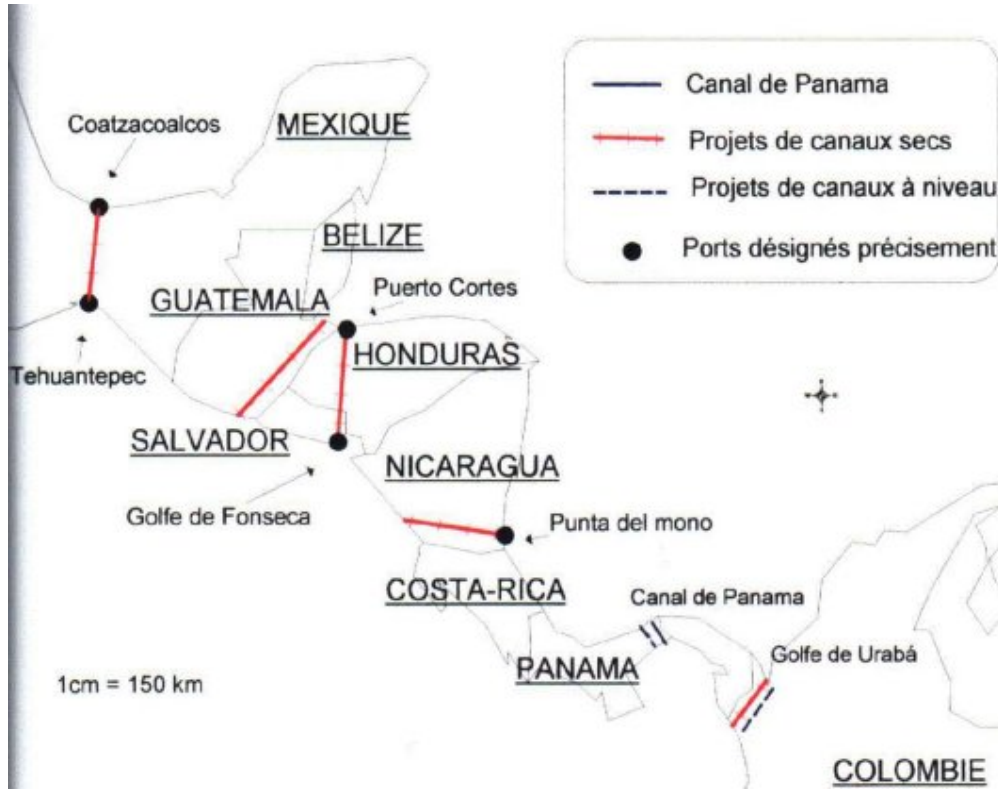 Canal de Panama
Coatzacoalcos
MEXIQUE
Projets de canaux secs
Projets de canaux à niveau
BELIZE
Ports désignés précisement
GUATEMALA
Puerto Cortes
HONDURAS
Tehuantepec
SALVADOR
NICARAGUA
Golfe de Fonseca
Punta del mono
COSTA-RICA
Canal de Panama
Golfe de Urabá
PANAMA
1cm = 150 km
COLOMBIE